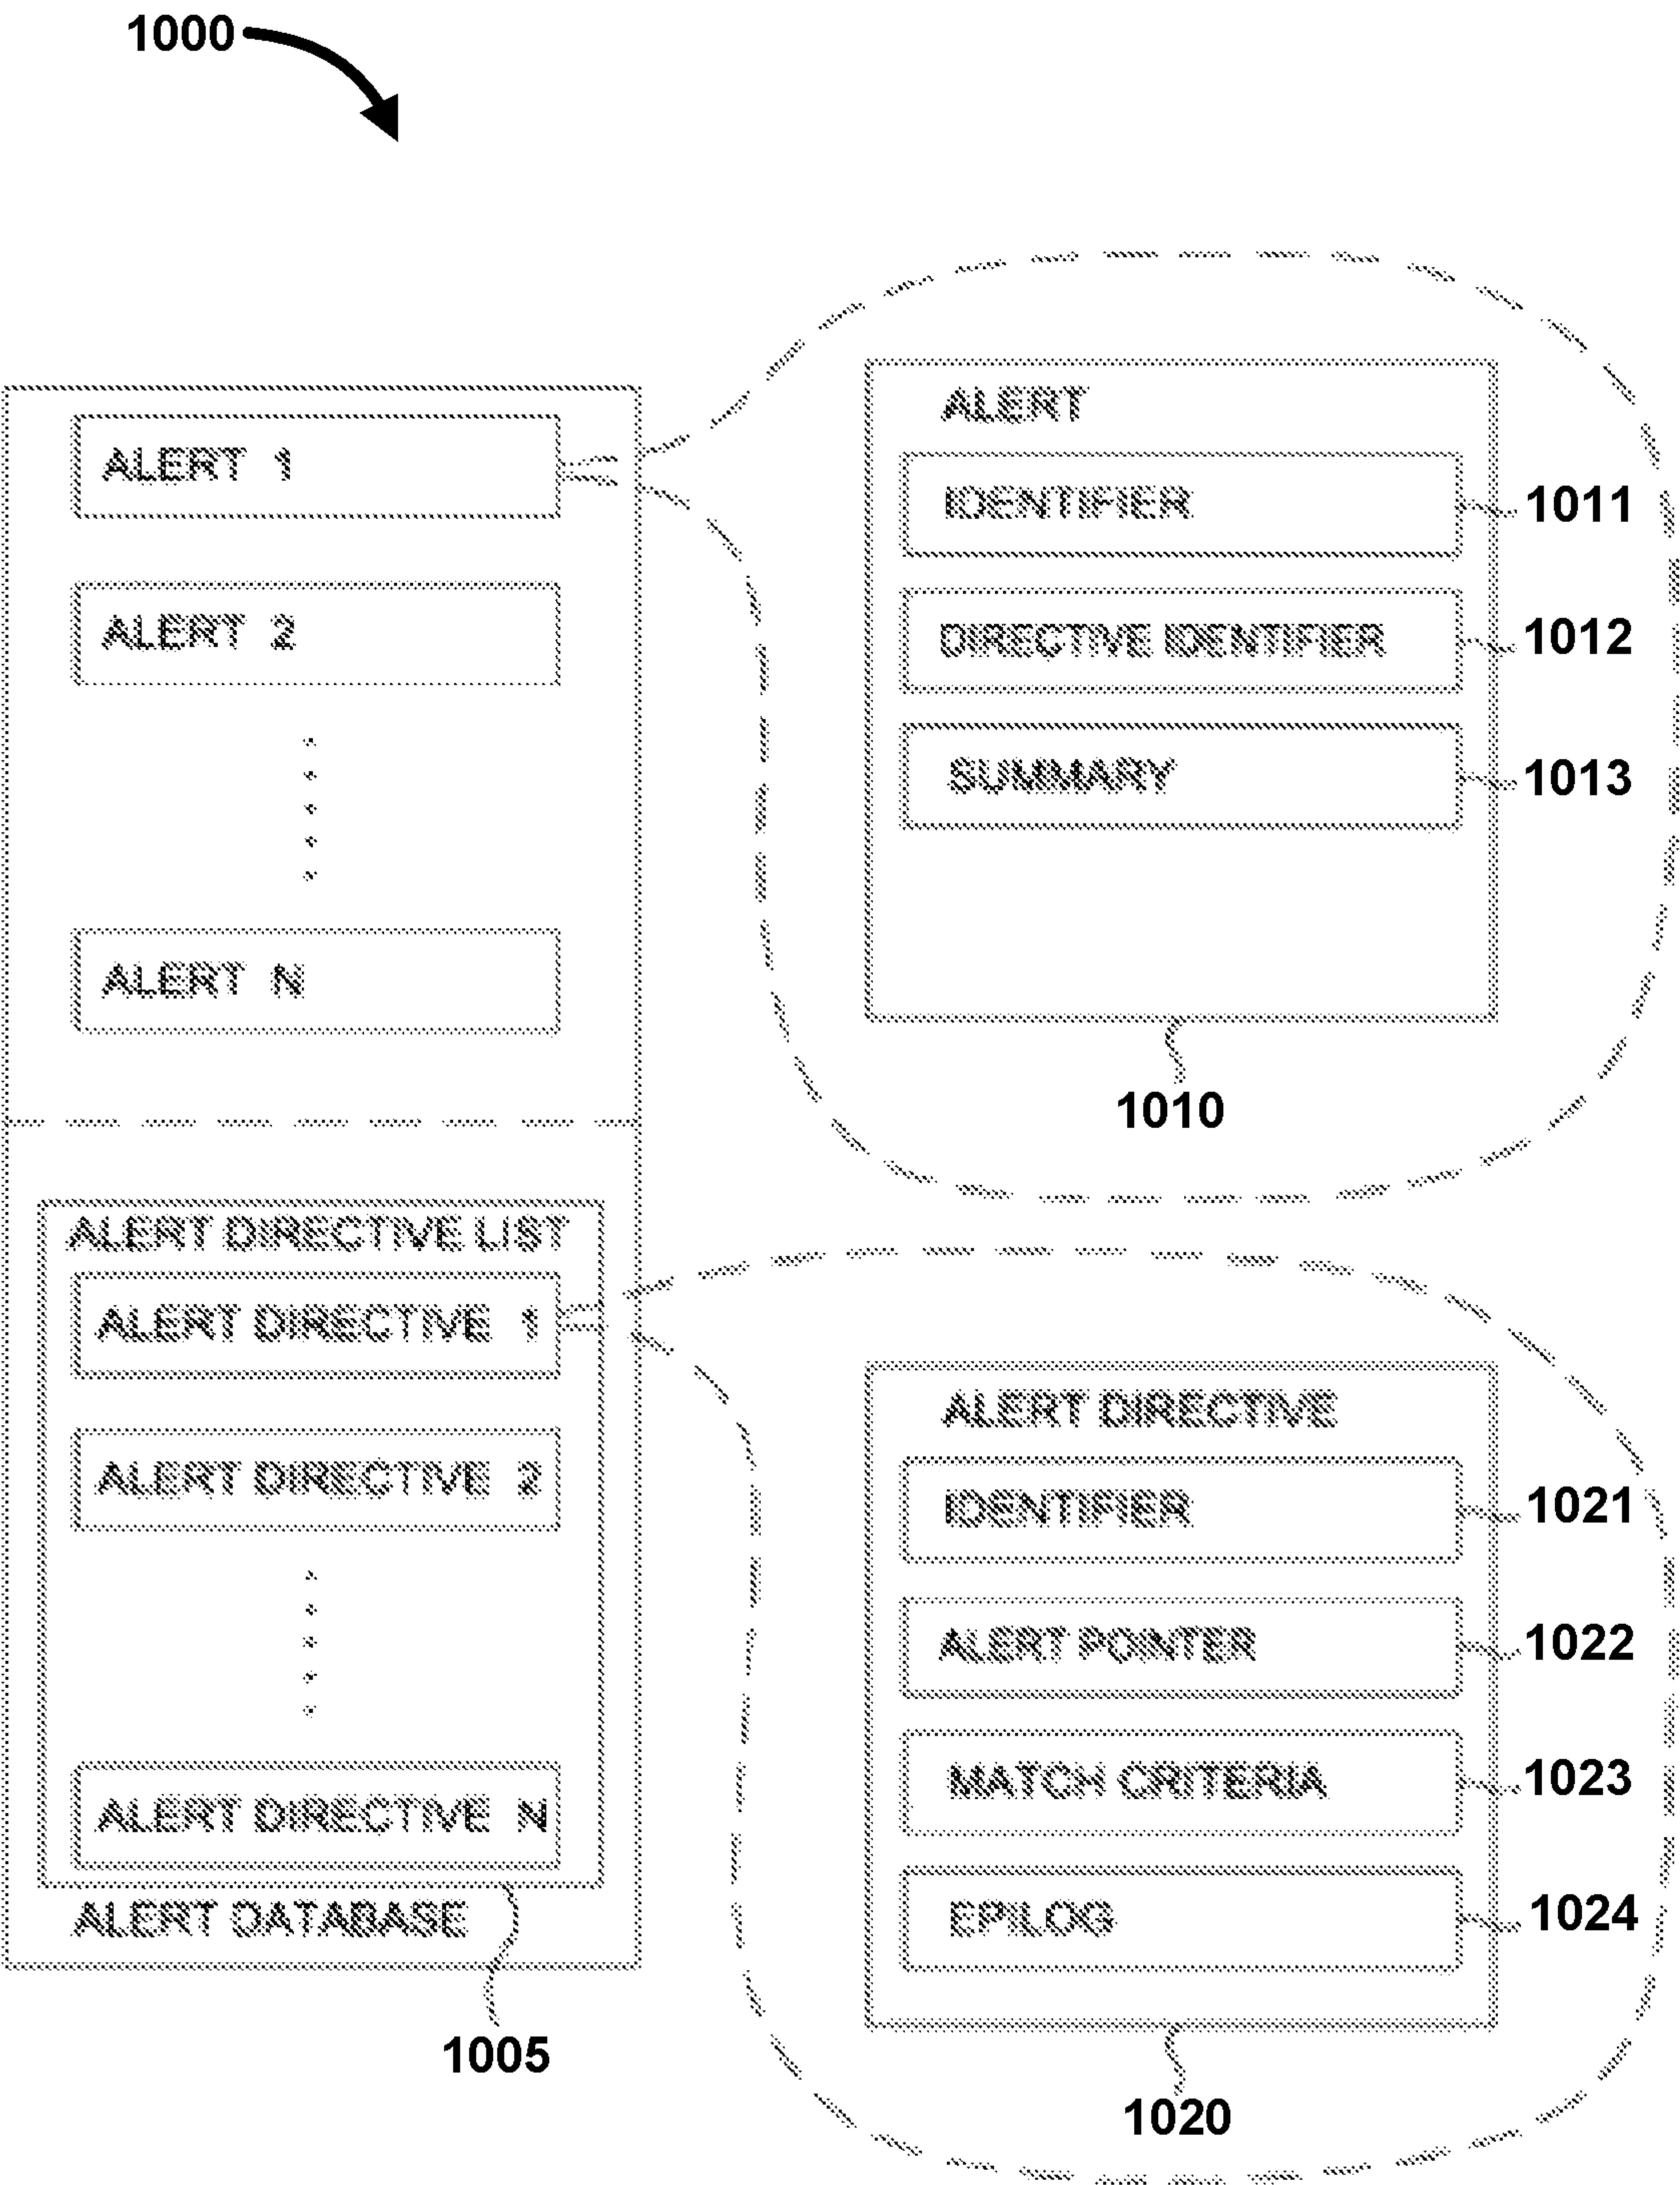 1000
ALERT 1
ALERT 2
ALERT N
ALERT DIRECTIVE LIST
ALERT DIRECTIVE 1
ALERT DIRECTIVE 2
ALERT DIRECTIVE N
ALERT DATABASE
1005
ALERT
IDENTIFIER
1011
DIRECTIVE IDENTIFIER
1012
SUMMARY
1013
1010
ALERT DIRECTIVE
IDENTIFIER
1021
ALERT POINTER
1022
MATCH CRITERIA
1023
EPILOG
1024
1020